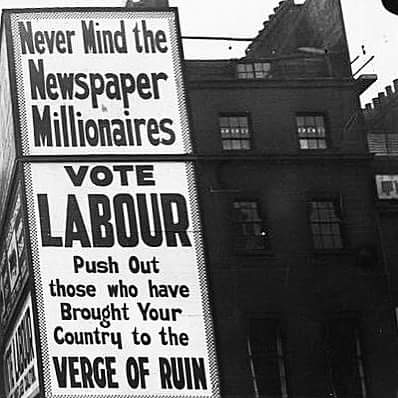 Never Mind the
Newspaper
Millionaires
VOTE
LABOUR
Push Out
those who have
Brought Your
Country to the
VERGE OF RUIN
LABOUR